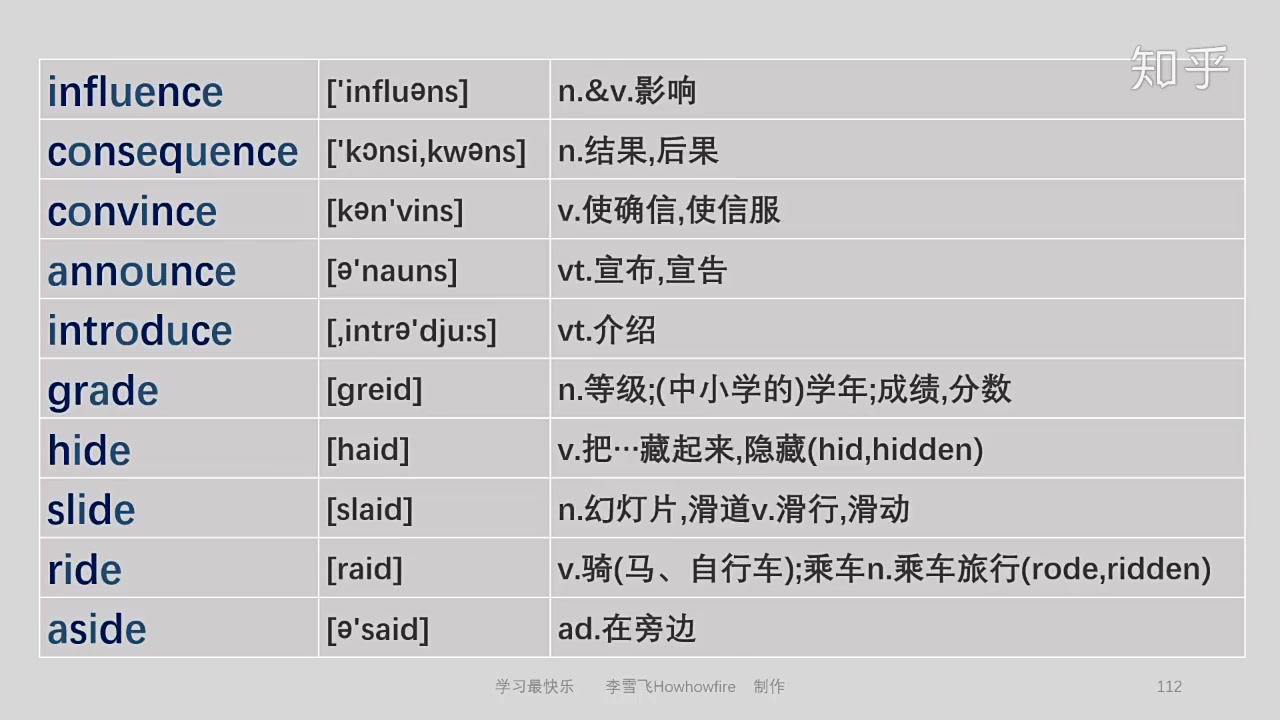 知乎
influence ['influəns] n.&v.影响
consequence ['kɔnsi,kwəns] n.结果,后果
convince [kən'vins] v.使确信,使信服
announce [ə'nauns] vt.宣布,宣告
introduce [,intrə'dju:s] vt.介绍
grade [greid] n.等级;(中小学的)学年;成绩,分数
hide [haid] v.把…藏起来,隐藏(hid,hidden)
slide [slaid] n.幻灯片,滑道v.滑行,滑动
ride [raid] v.骑(马、自行车);乘车n.乘车旅行(rode,ridden)
aside [ə'said] ad.在旁边
学习最快乐 李雪飞Howhowfire 制作 112